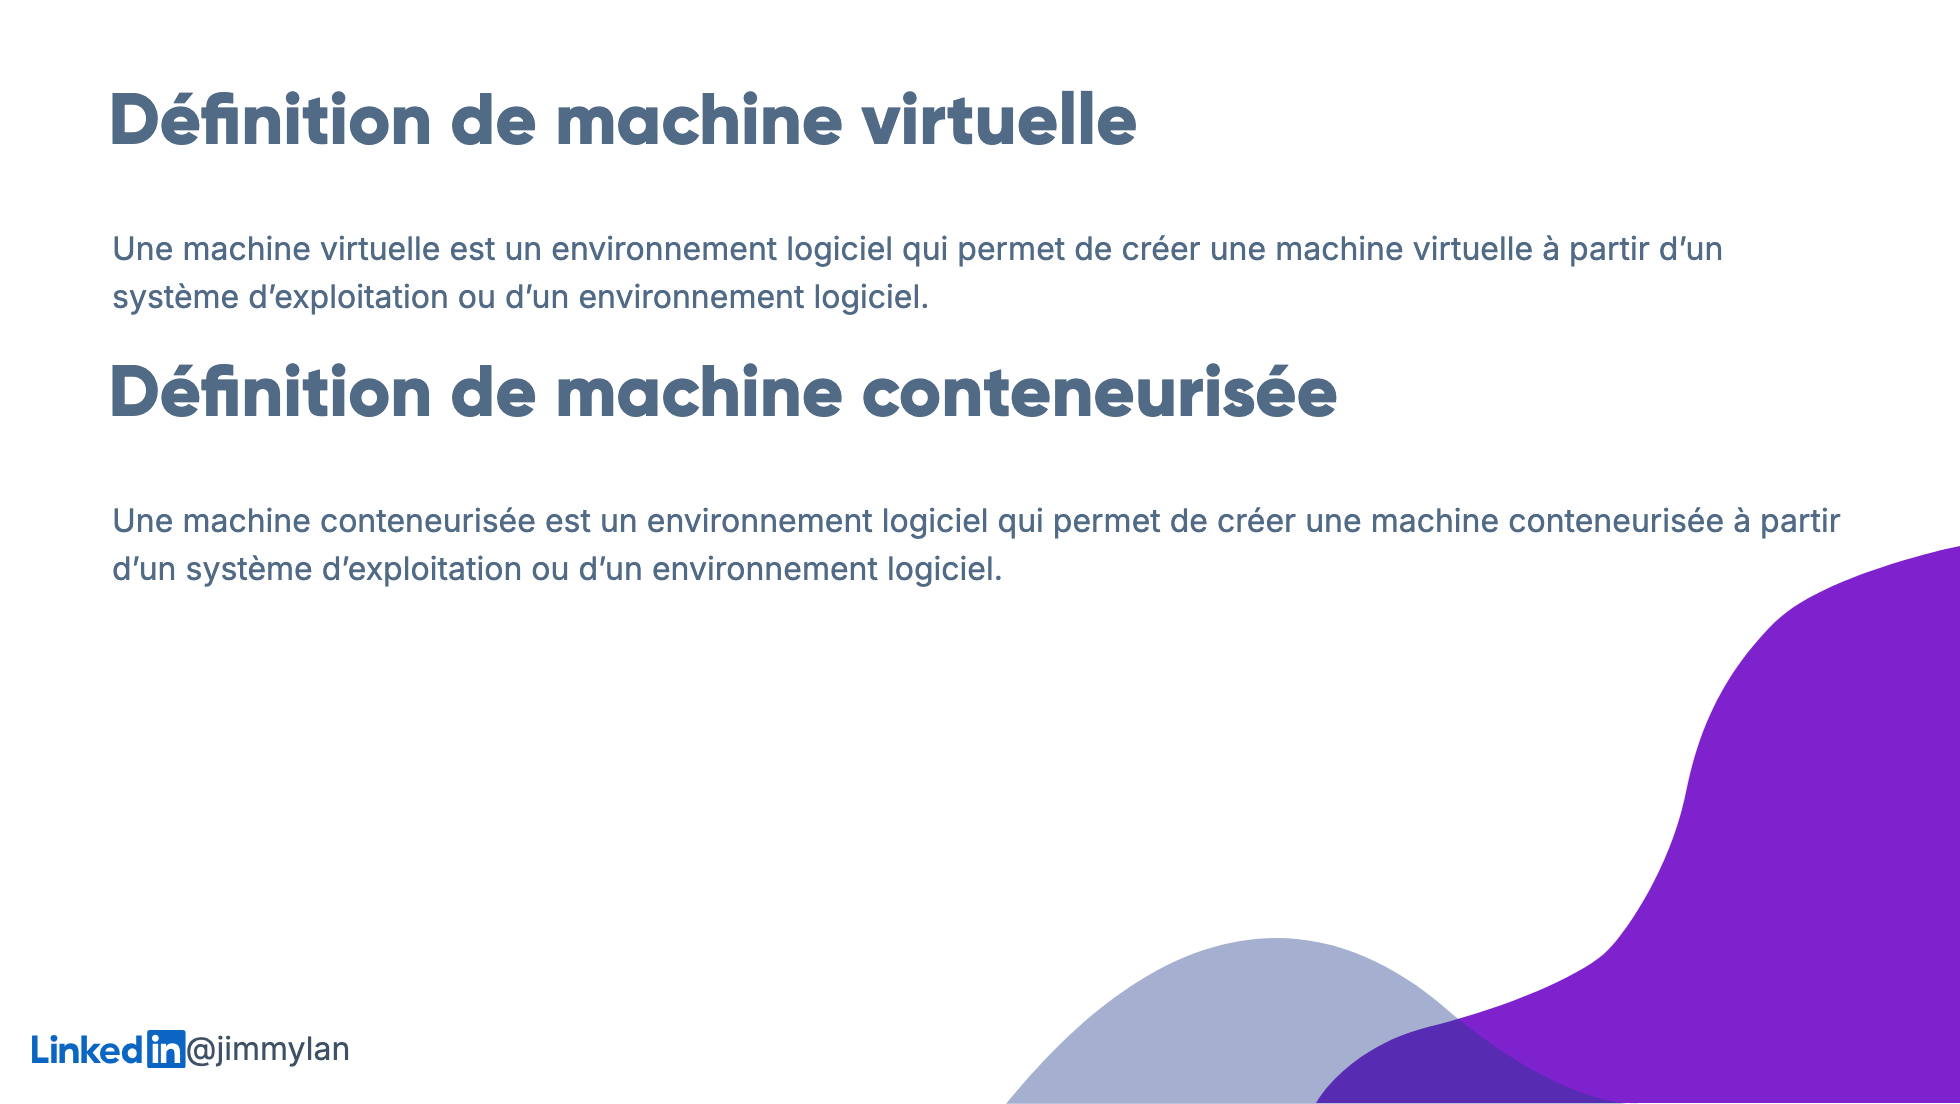 Définition de machine virtuelle
Une machine virtuelle est un environnement logiciel qui permet de créer une machine virtuelle à partir d’un
système d’exploitation ou d’un environnement logiciel.
Définition de machine conteneurisée
Une machine conteneurisée est un environnement logiciel qui permet de créer une machine conteneurisée à partir
d’un système d’exploitation ou d’un environnement logiciel.
Linkedin@jimmylan